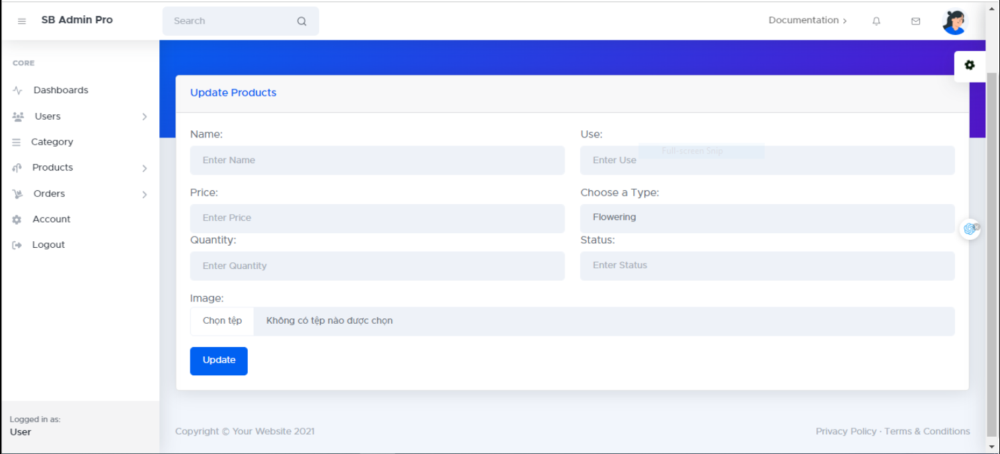 SB Admin Pro
Search
Documentation
CORE
Dashboards
Users
Category
Products
Orders
Account
Logout
Logged in as:
User
Update Products
Name:
Enter Name
Use:
Enter Use
Full-screen Snip
Price:
Enter Price
Choose a Type:
Flowering
Quantity:
Enter Quantity
Status:
Enter Status
Image:
Chọn tệp Không có tệp nào được chọn
Update
Copyright © Your Website 2021
Privacy Policy · Terms & Conditions